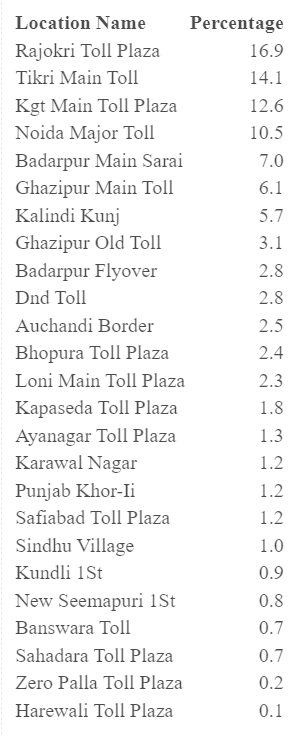 Location Name Percentage
Rajokri Toll Plaza 16.9
Tikri Main Toll 14.1
Kgt Main Toll Plaza 12.6
Noida Major Toll 10.5
Badarpur Main Sarai 7.0
Ghazipur Main Toll 6.1
Kalindi Kunj 5.7
Ghazipur Old Toll 3.1
Badarpur Flyover 2.8
Dnd Toll 2.8
Auchandi Border 2.5
Bhopura Toll Plaza 2.4
Loni Main Toll Plaza 2.3
Kapaseda Toll Plaza 1.8
Ayanagar Toll Plaza 1.3
Karawal Nagar 1.2
Punjab Khor-Ii 1.2
Safiabad Toll Plaza 1.2
Sindhu Village 1.0
Kundli 1St 0.9
New Seemapuri 1St 0.8
Banswara Toll 0.7
Sahadara Toll Plaza 0.7
Zero Palla Toll Plaza 0.2
Harewali Toll Plaza 0.1